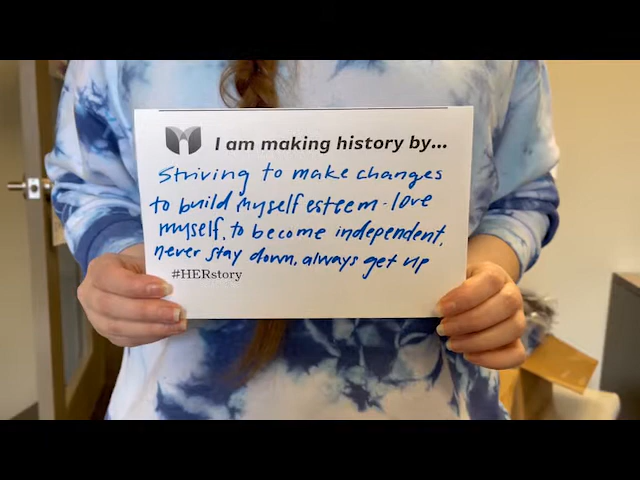 I am making history by...
Striving to make changes
to build myself esteem - love
myself, to become independent,
never stay down, always get up
#HERstory